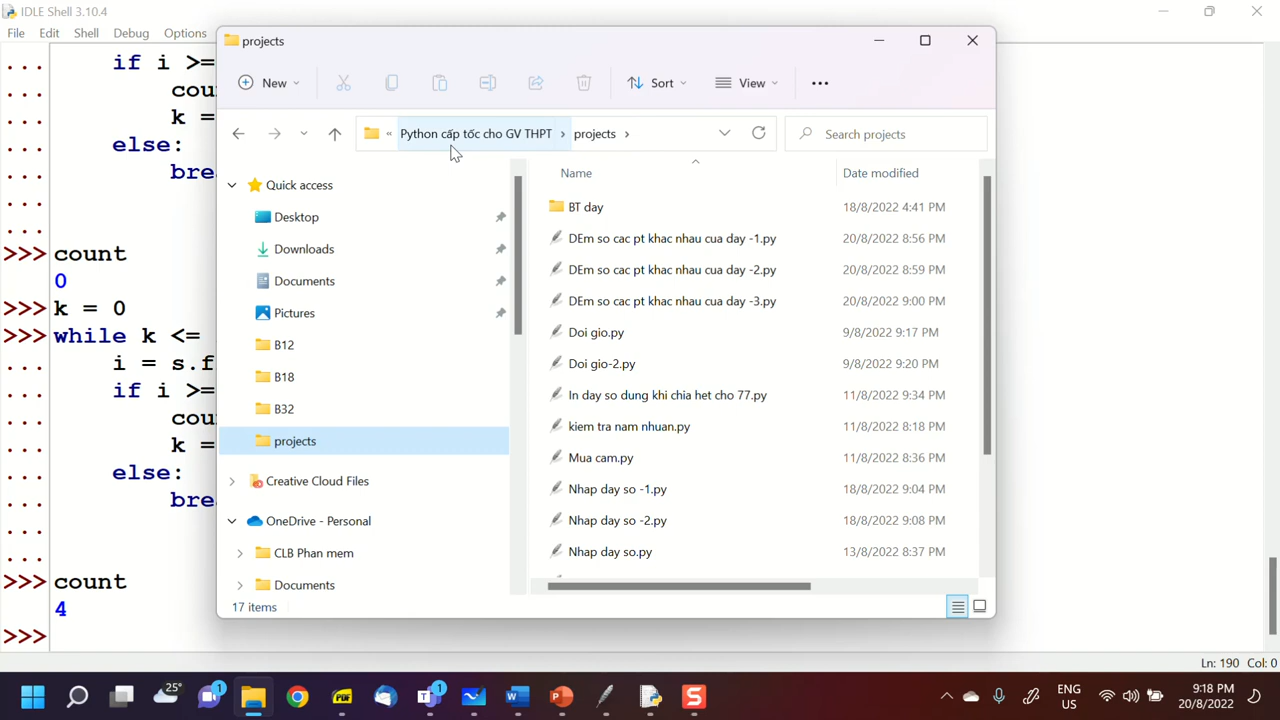 IDLE Shell 3.10.4
File Edit Shell Debug Options
... if i >=
... cou
... k =
... else:
... brea
...
...
>>> count
0
>>> k = 0
>>> while k <=
... i = s.f
... if i >=
... cou
... k =
... else:
... brea
...
...
>>> count
4
>>>
projects
New Sort View
« Python cấp tốc cho GV THPT › projects › Search projects
Quick access
Desktop
Downloads
Documents
Pictures
B12
B18
B32
projects
Creative Cloud Files
OneDrive - Personal
CLB Phan mem
Documents
Name Date modified
BT day 18/8/2022 4:41 PM
DEm so cac pt khac nhau cua day -1.py 20/8/2022 8:56 PM
DEm so cac pt khac nhau cua day -2.py 20/8/2022 8:59 PM
DEm so cac pt khac nhau cua day -3.py 20/8/2022 9:00 PM
Doi gio.py 9/8/2022 9:17 PM
Doi gio-2.py 9/8/2022 9:20 PM
In day so dung khi chia het cho 77.py 11/8/2022 9:34 PM
kiem tra nam nhuan.py 11/8/2022 8:18 PM
Mua cam.py 11/8/2022 8:36 PM
Nhap day so -1.py 18/8/2022 9:04 PM
Nhap day so -2.py 18/8/2022 9:08 PM
Nhap day so.py 13/8/2022 8:37 PM
17 items
Ln: 190 Col: 0
25° 1 PDF 1
ENG
US
9:18 PM
20/8/2022